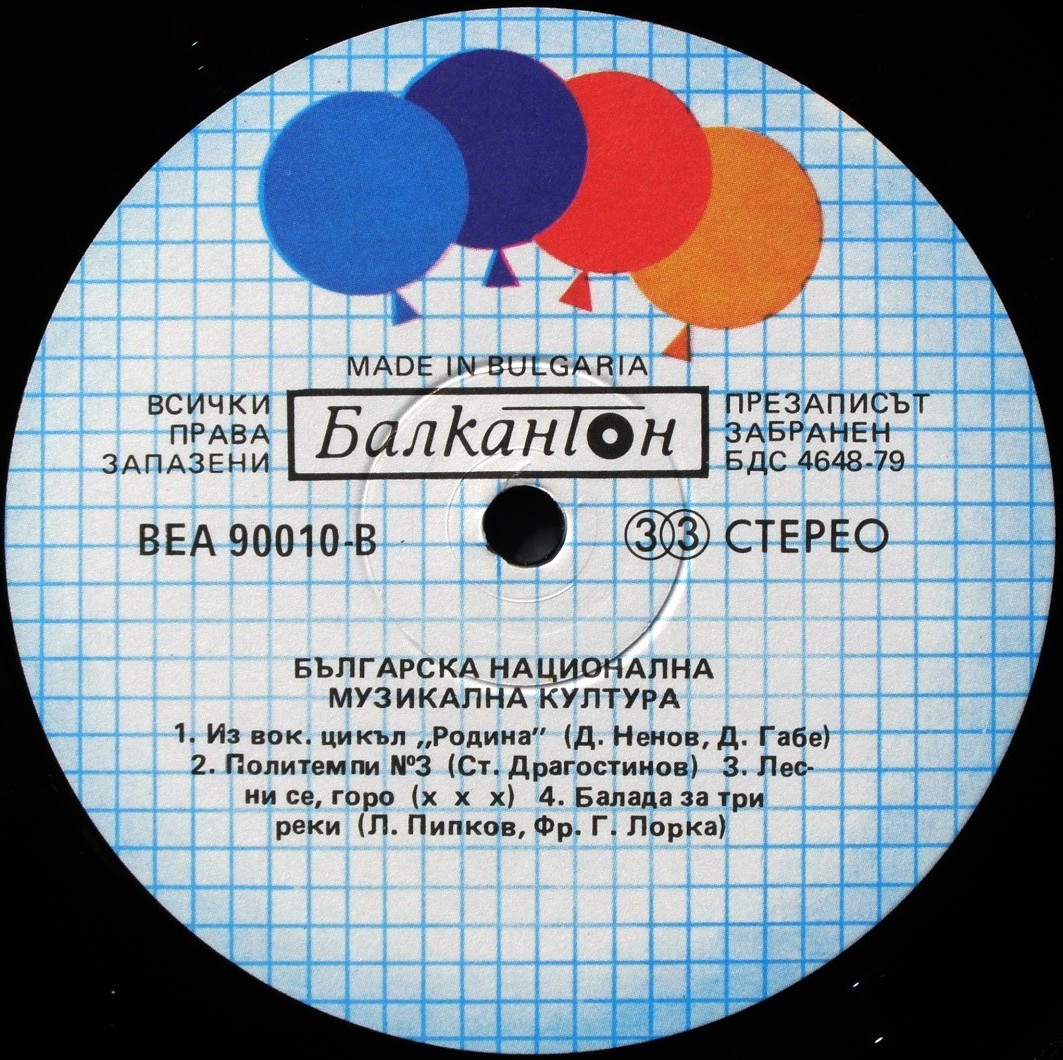 MADE IN BULGARIA
ВСИЧКИ
ПРАВА
ЗАПАЗЕНИ
Балкантон
ПРЕЗАПИСЪТ
ЗАБРАНЕН
БДС 4648-79
ВЕА 90010-В
33 СТЕРЕО
БЪЛГАРСКА НАЦИОНАЛНА
МУЗИКАЛНА КУЛТУРА
1. Из вок. цикъл „Родина" (Д. Ненов, Д. Габе)
2. Политемпи №3 (Ст. Драгостинов) 3. Лес-
ни се, горо (х х х) 4. Балада за три
реки (Л. Пипков, Фр. Г. Лорка)